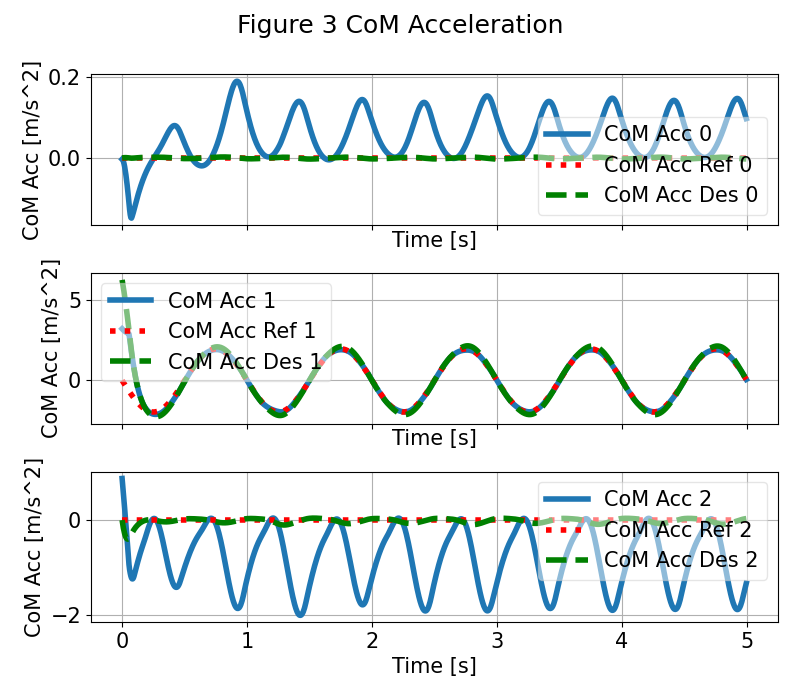 Figure 3 CoM Acceleration
CoM Acc [m/s^2]
0.2
0.0
CoM Acc 0
CoM Acc Ref 0
CoM Acc Des 0
Time [s]
CoM Acc [m/s^2]
5
0
CoM Acc 1
CoM Acc Ref 1
CoM Acc Des 1
Time [s]
CoM Acc [m/s^2]
0
−2
CoM Acc 2
CoM Acc Ref 2
CoM Acc Des 2
0 1 2 3 4 5
Time [s]